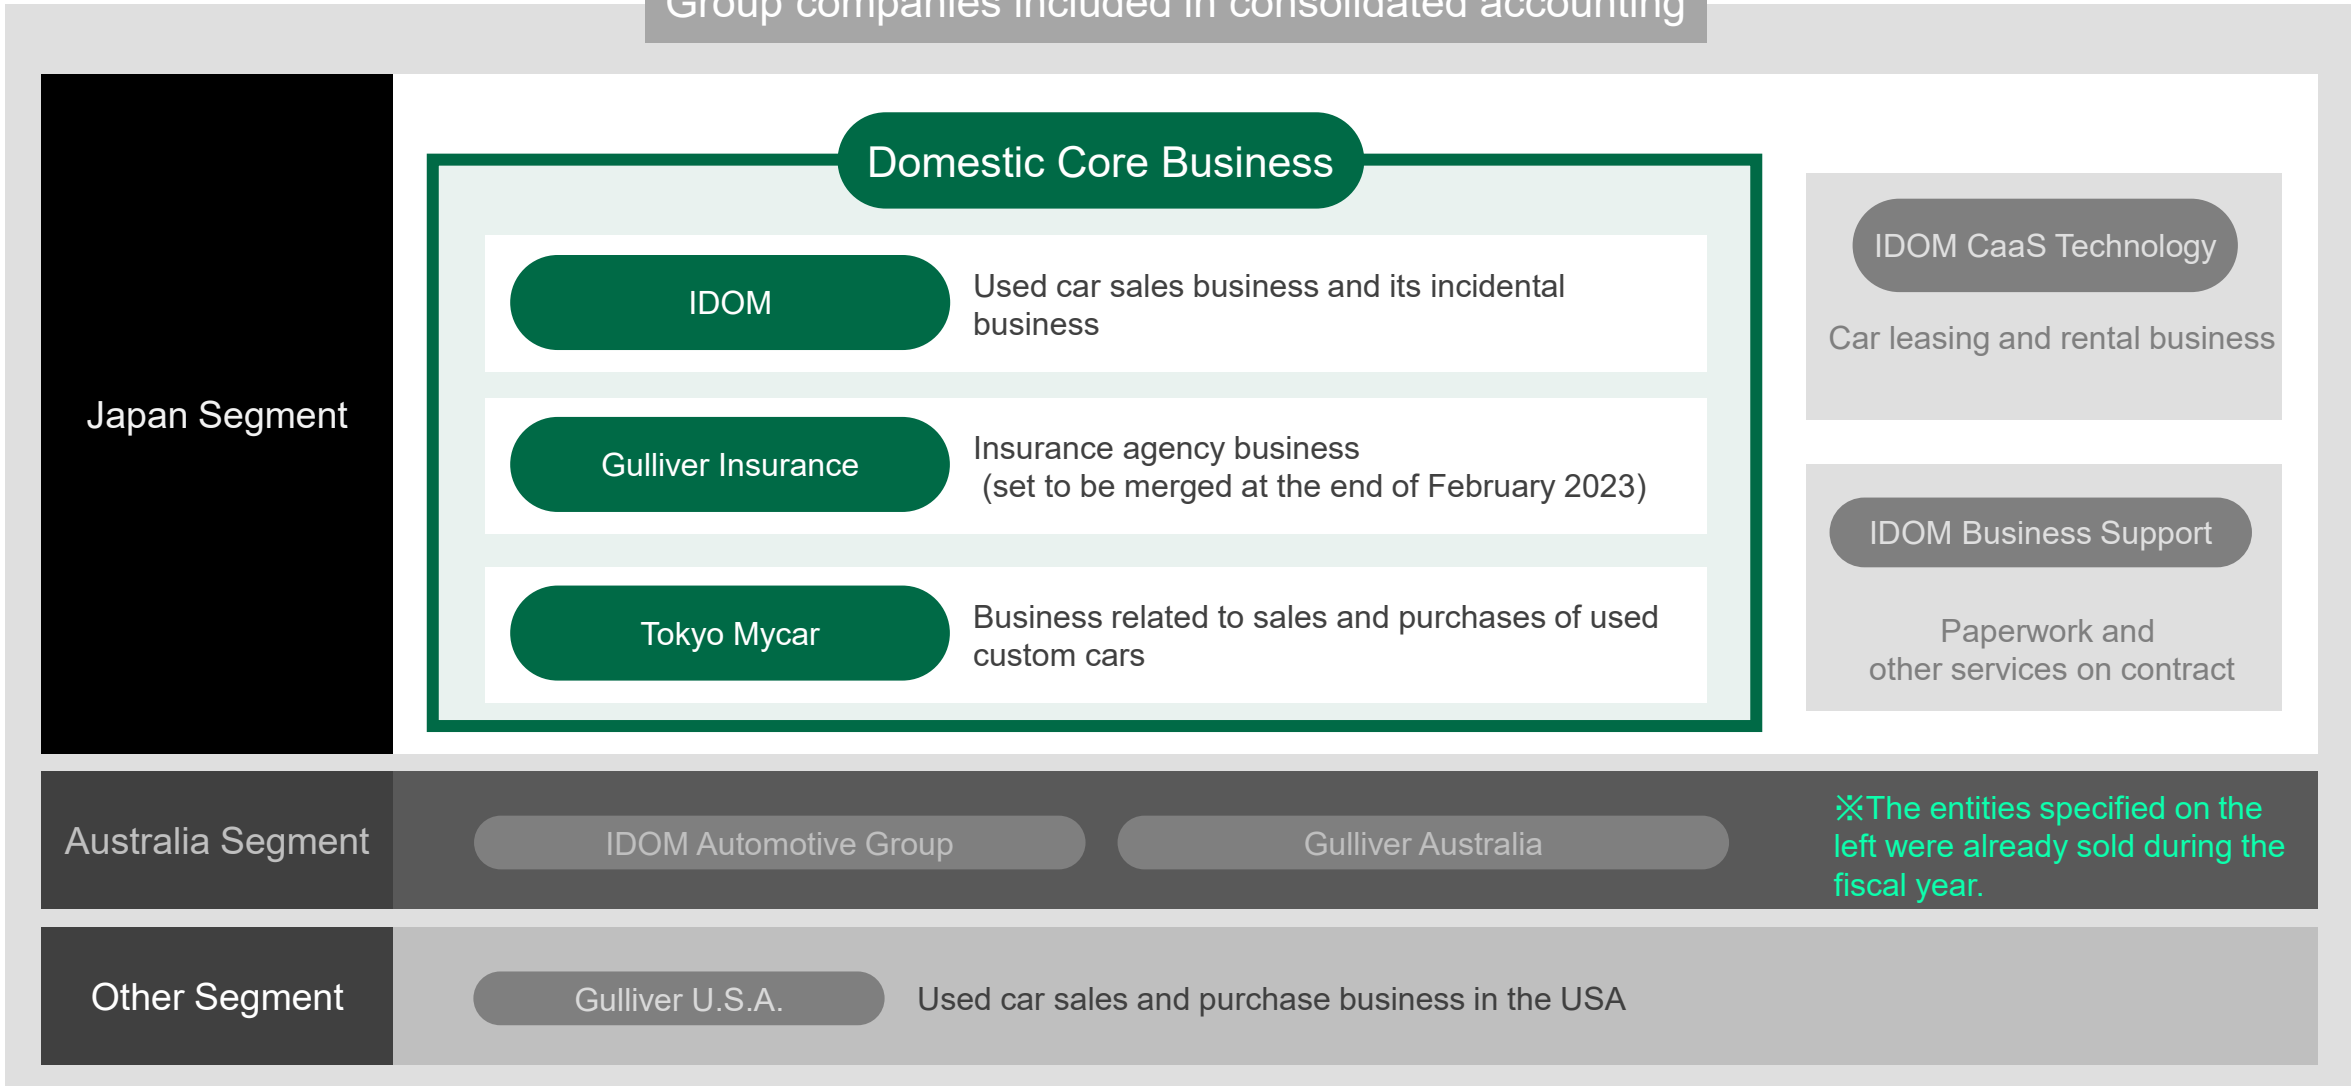 Group companies included in consolidated accounting
Japan Segment
Domestic Core Business
IDOM
Used car sales business and its incidental
business
Gulliver Insurance
Insurance agency business
(set to be merged at the end of February 2023)
Tokyo Mycar
Business related to sales and purchases of used
custom cars
IDOM CaaS Technology
Car leasing and rental business
IDOM Business Support
Paperwork and
other services on contract
Australia Segment
IDOM Automotive Group
Gulliver Australia
※The entities specified on the
left were already sold during the
fiscal year.
Other Segment
Gulliver U.S.A.
Used car sales and purchase business in the USA